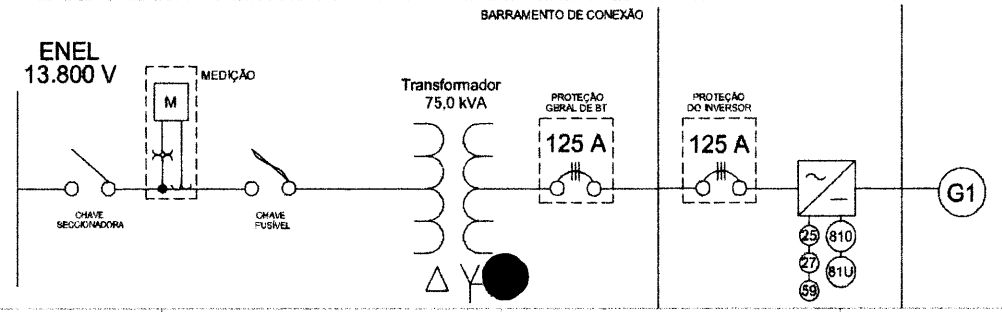 BARRAMENTO DE CONEXÃO
ENEL
13.800 V
MEDIÇÃO
M
Transformador
75,0 kVA
PROTEÇÃO
GERAL DE BT
125 A
PROTEÇÃO
DO INVERSOR
125 A
CHAVE
SECCIONADORA
CHAVE
FUSÍVEL
G1
25
810
27
81U
59